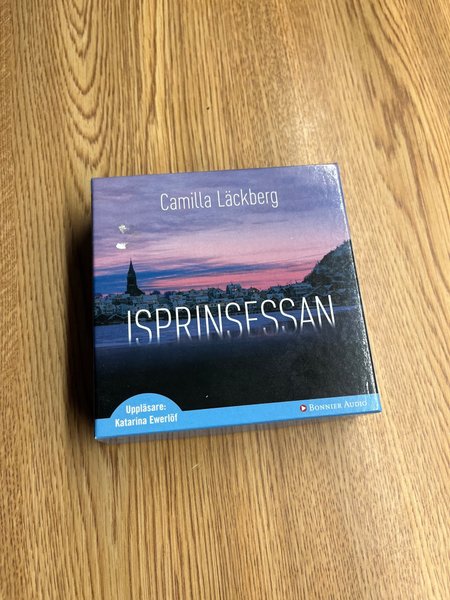 Camilla Läckberg
ISPRINSESSAN
Uppläsare:
Katarina Ewerlöf
BONNIER AUDIO